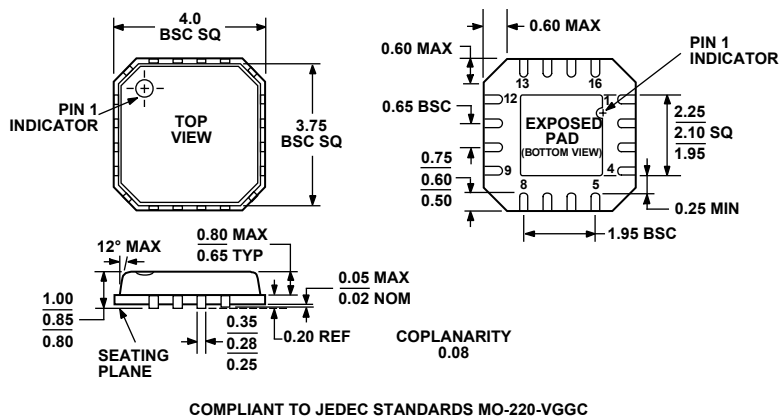 4.0
BSC SQ
PIN 1
INDICATOR
TOP
VIEW
3.75
BSC SQ
0.60 MAX
0.60 MAX
PIN 1
INDICATOR
13
16
12
1
0.65 BSC
EXPOSED
PAD
(BOTTOM VIEW)
2.25
2.10 SQ
1.95
9
4
8
5
0.75
0.60
0.50
0.25 MIN
1.95 BSC
12° MAX
0.80 MAX
0.65 TYP
0.05 MAX
0.02 NOM
1.00
0.85
0.80
SEATING
PLANE
0.35
0.28
0.25
0.20 REF
COPLANARITY
0.08
COMPLIANT TO JEDEC STANDARDS MO-220-VGGC